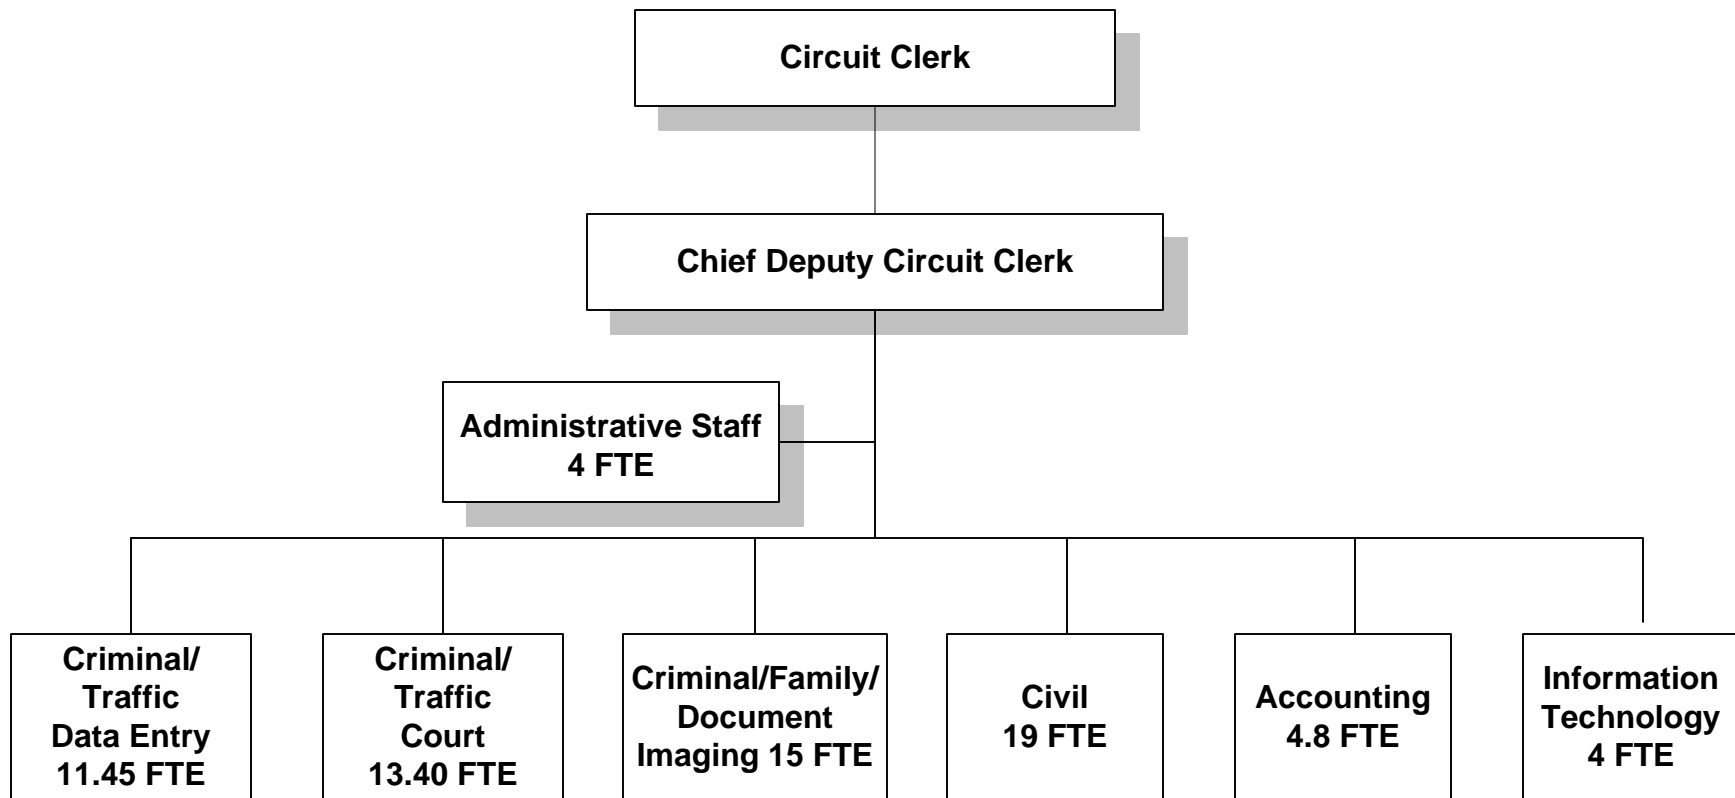 Circuit Clerk
Chief Deputy Circuit Clerk
Administrative Staff
4 FTE
Criminal/
Traffic
Data Entry
11.45 FTE
Criminal/
Traffic
Court
13.40 FTE
Criminal/Family/
Document
Imaging 15 FTE
Civil
19 FTE
Accounting
4.8 FTE
Information
Technology
4 FTE